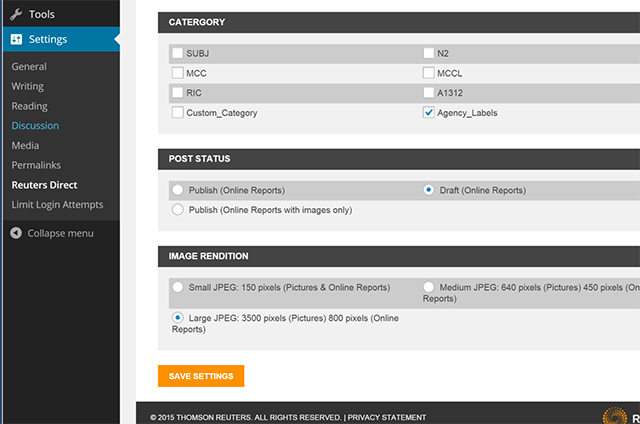 Tools
Settings
General
Writing
Reading
Discussion
Media
Permalinks
Reuters Direct
Limit Login Attempts
Collapse menu
CATERGORY
SUBJ
N2
MCC
MCCL
RIC
A1312
Custom_Category
Agency_Labels
POST STATUS
Publish (Online Reports)
Draft (Online Reports)
Publish (Online Reports with images only)
IMAGE RENDITION
Small JPEG: 150 pixels (Pictures & Online Reports)
Medium JPEG: 640 pixels (Pictures) 450 pixels (On
Reports)
Large JPEG: 3500 pixels (Pictures) 800 pixels (Online
Reports)
SAVE SETTINGS
© 2015 THOMSON REUTERS. ALL RIGHTS RESERVED. | PRIVACY STATEMENT
R